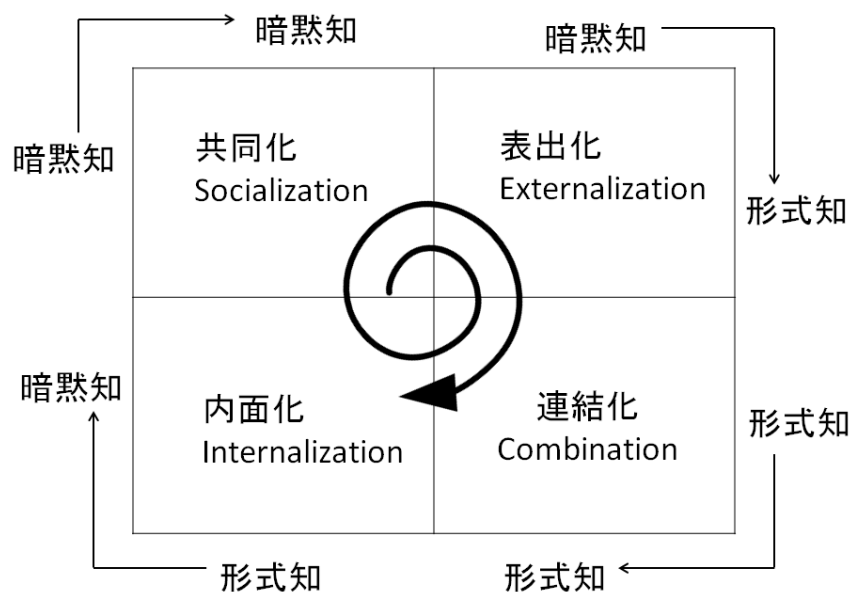 暗黙知
暗黙知
暗黙知
共同化
Socialization
表出化
Externalization
形式知
暗黙知
内面化
Internalization
連結化
Combination
形式知
形式知
形式知